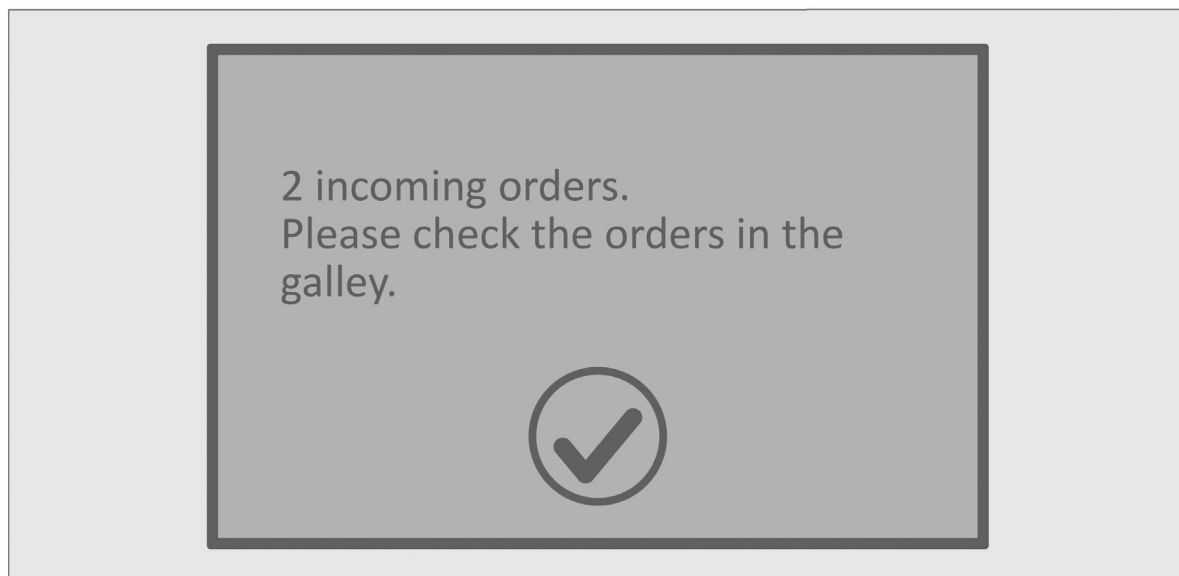 2 incoming orders.
Please check the orders in the
galley.